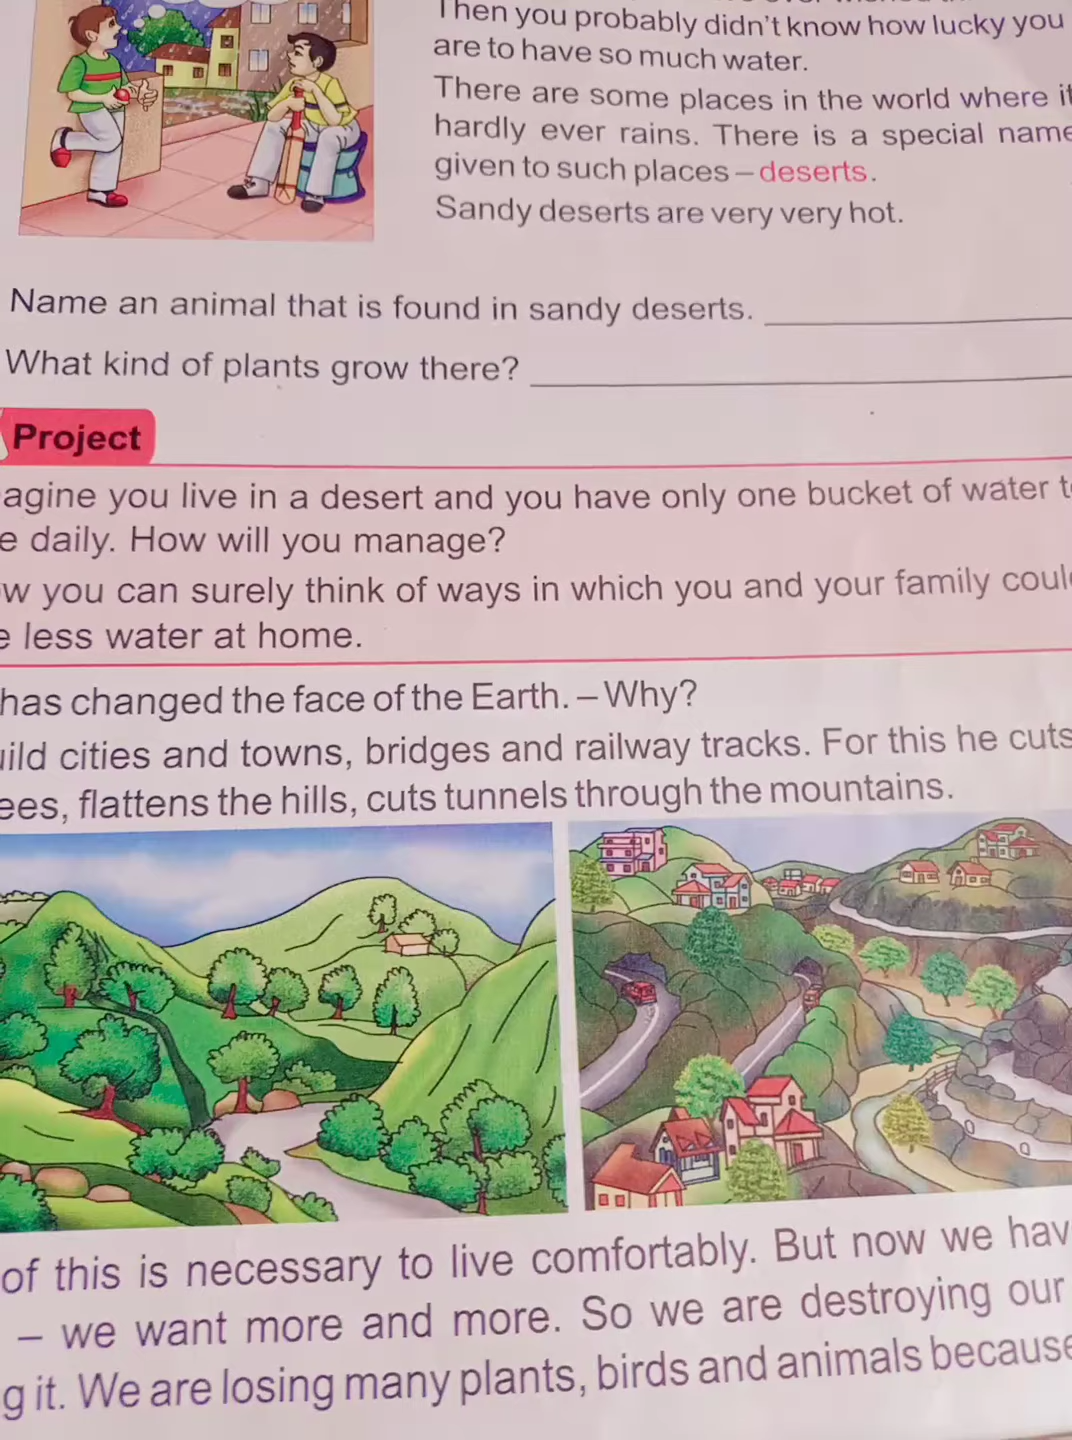 Then you probably didn't know how lucky you
are to have so much water.
There are some places in the world where it
hardly ever rains. There is a special name
given to such places – deserts.
Sandy deserts are very very hot.
Name an animal that is found in sandy deserts.
What kind of plants grow there?
Project
agine you live in a desert and you have only one bucket of water
e daily. How will you manage?
w you can surely think of ways in which you and your family coul
e less water at home.
has changed the face of the Earth. – Why?
uild cities and towns, bridges and railway tracks. For this he cuts
ees, flattens the hills, cuts tunnels through the mountains.
of this is necessary to live comfortably. But now we hav
– we want more and more. So we are destroying our
g it. We are losing many plants, birds and animals because